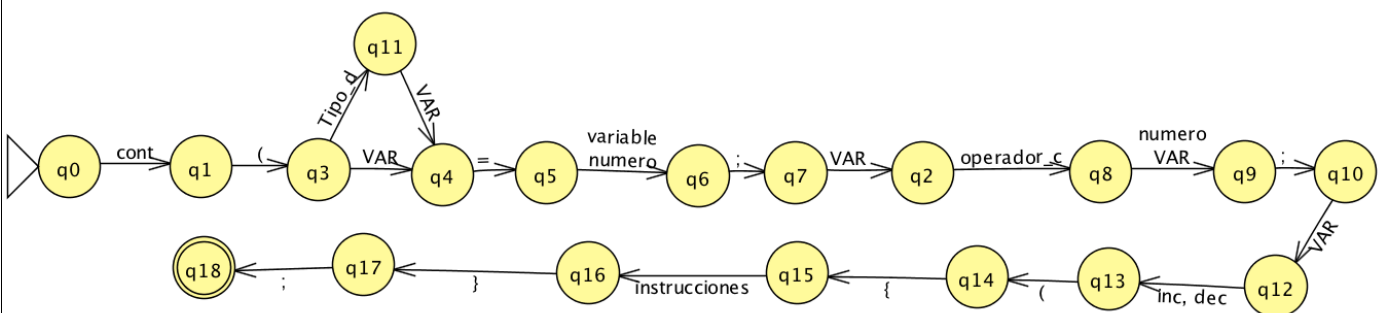 q11
Tipo_d
VAR
variable
numero
q0
cont
q1
(
q3
VAR
q4
=
q5
numero
q6
;
q7
VAR
q2
operador_c
q8
VAR
q9
;
q10
VAR
q18
;
q17
}
q16
instrucciones
q15
{
q14
(
q13
inc, dec
q12